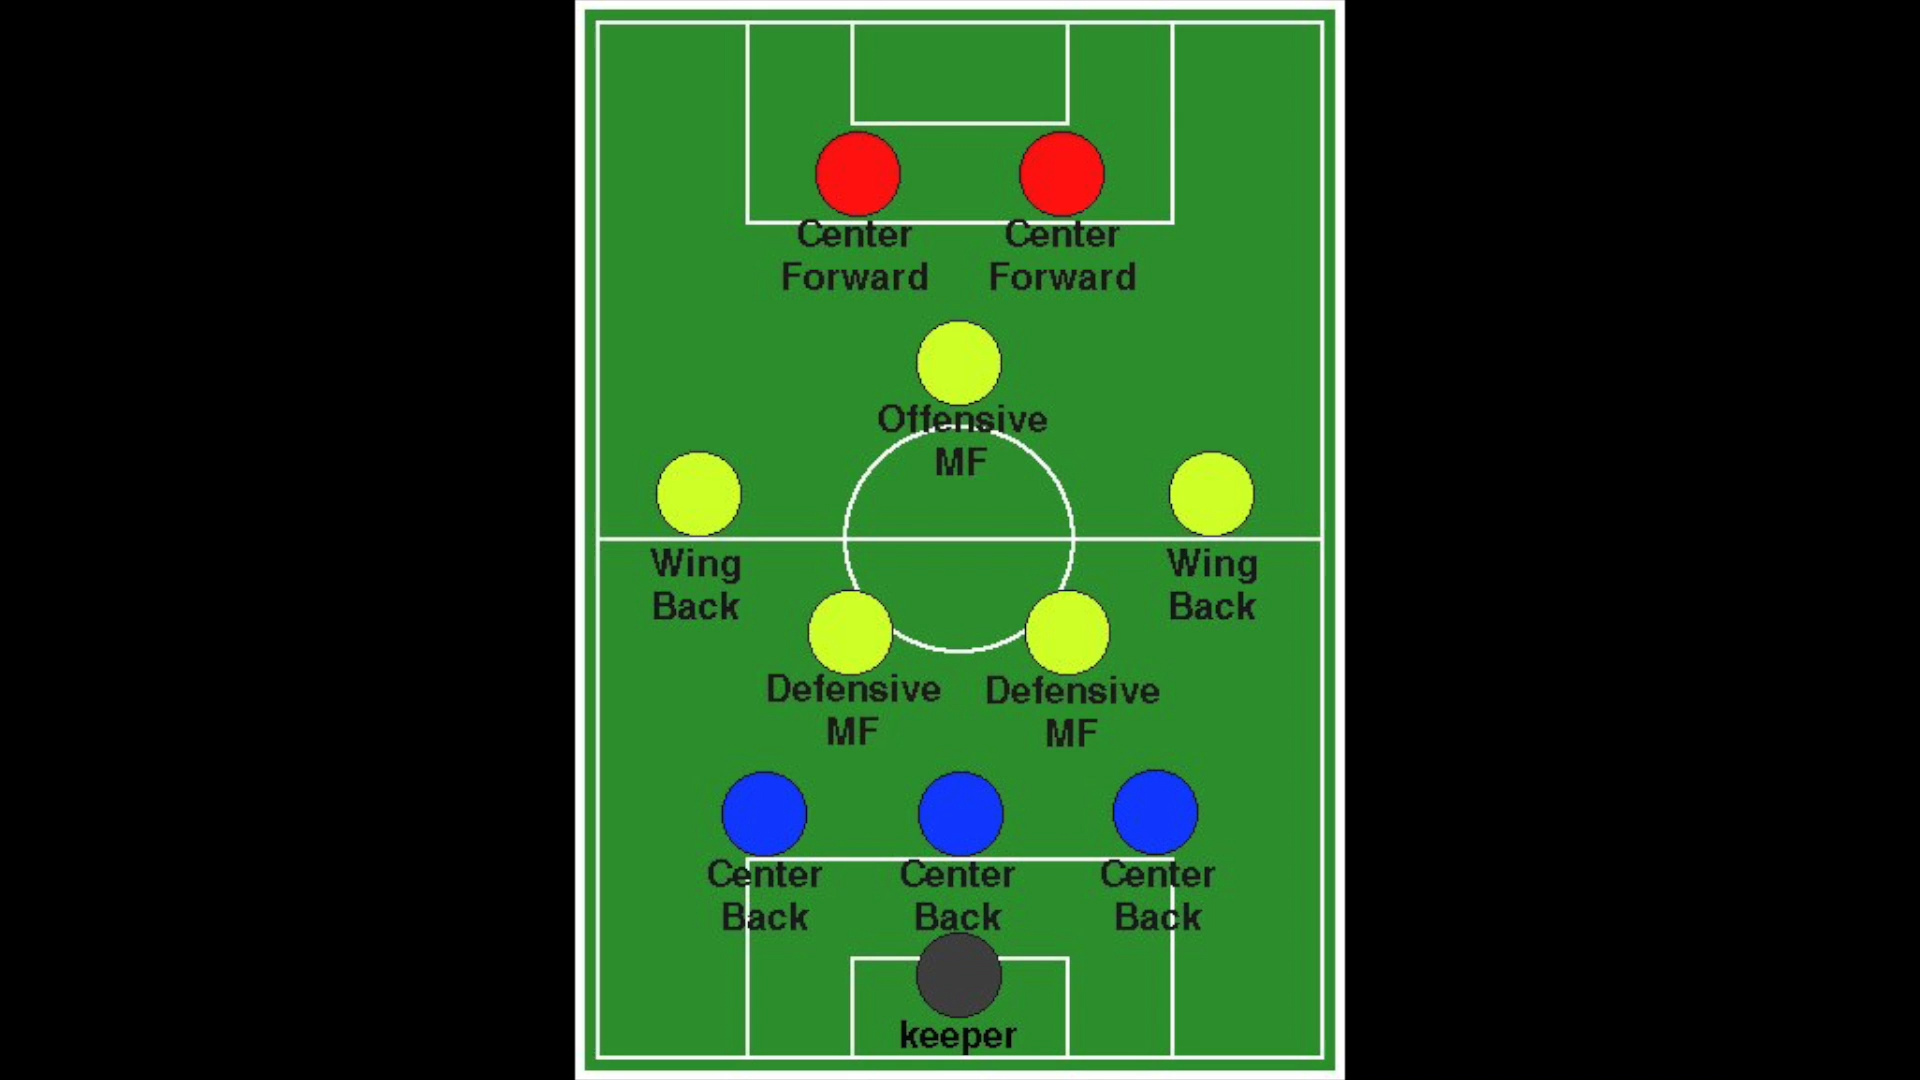 Center Forward
Center Forward
Offensive MF
Wing Back
Wing Back
Defensive MF
Defensive MF
Center Back
Center Back
Center Back
keeper